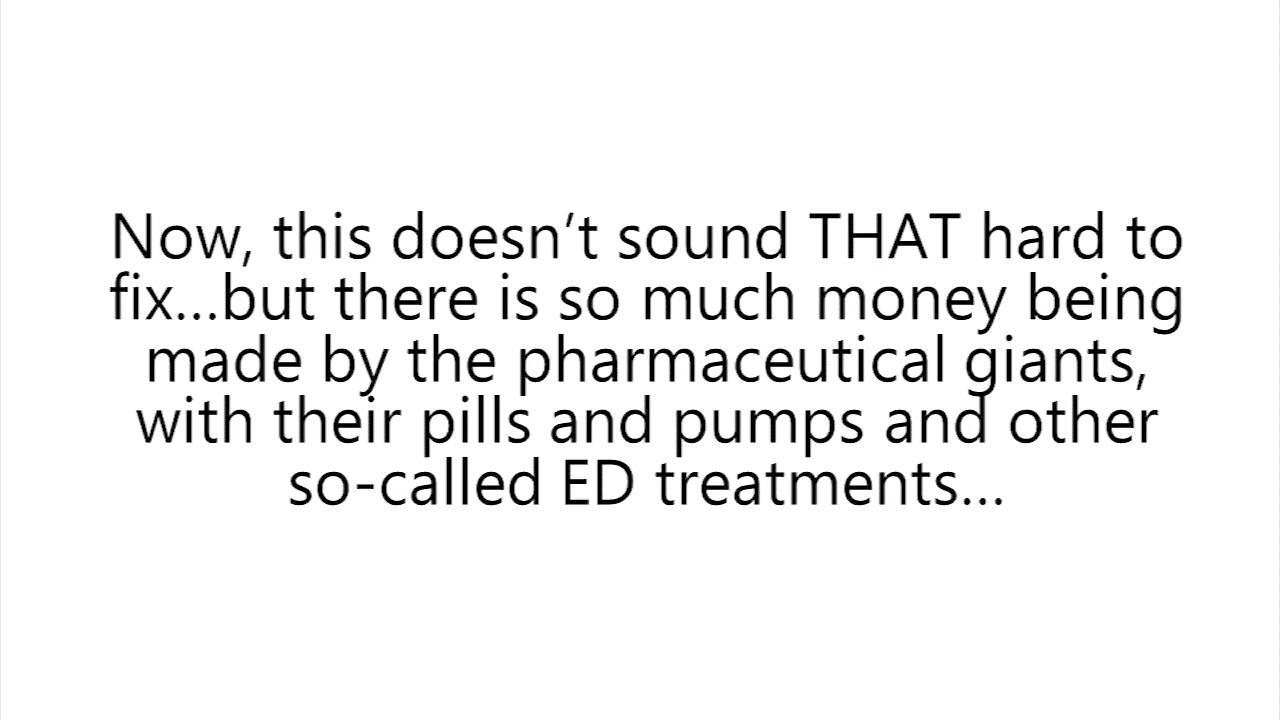 Now, this doesn’t sound THAT hard to
fix...but there is so much money being
made by the pharmaceutical giants,
with their pills and pumps and other
so-called ED treatments...